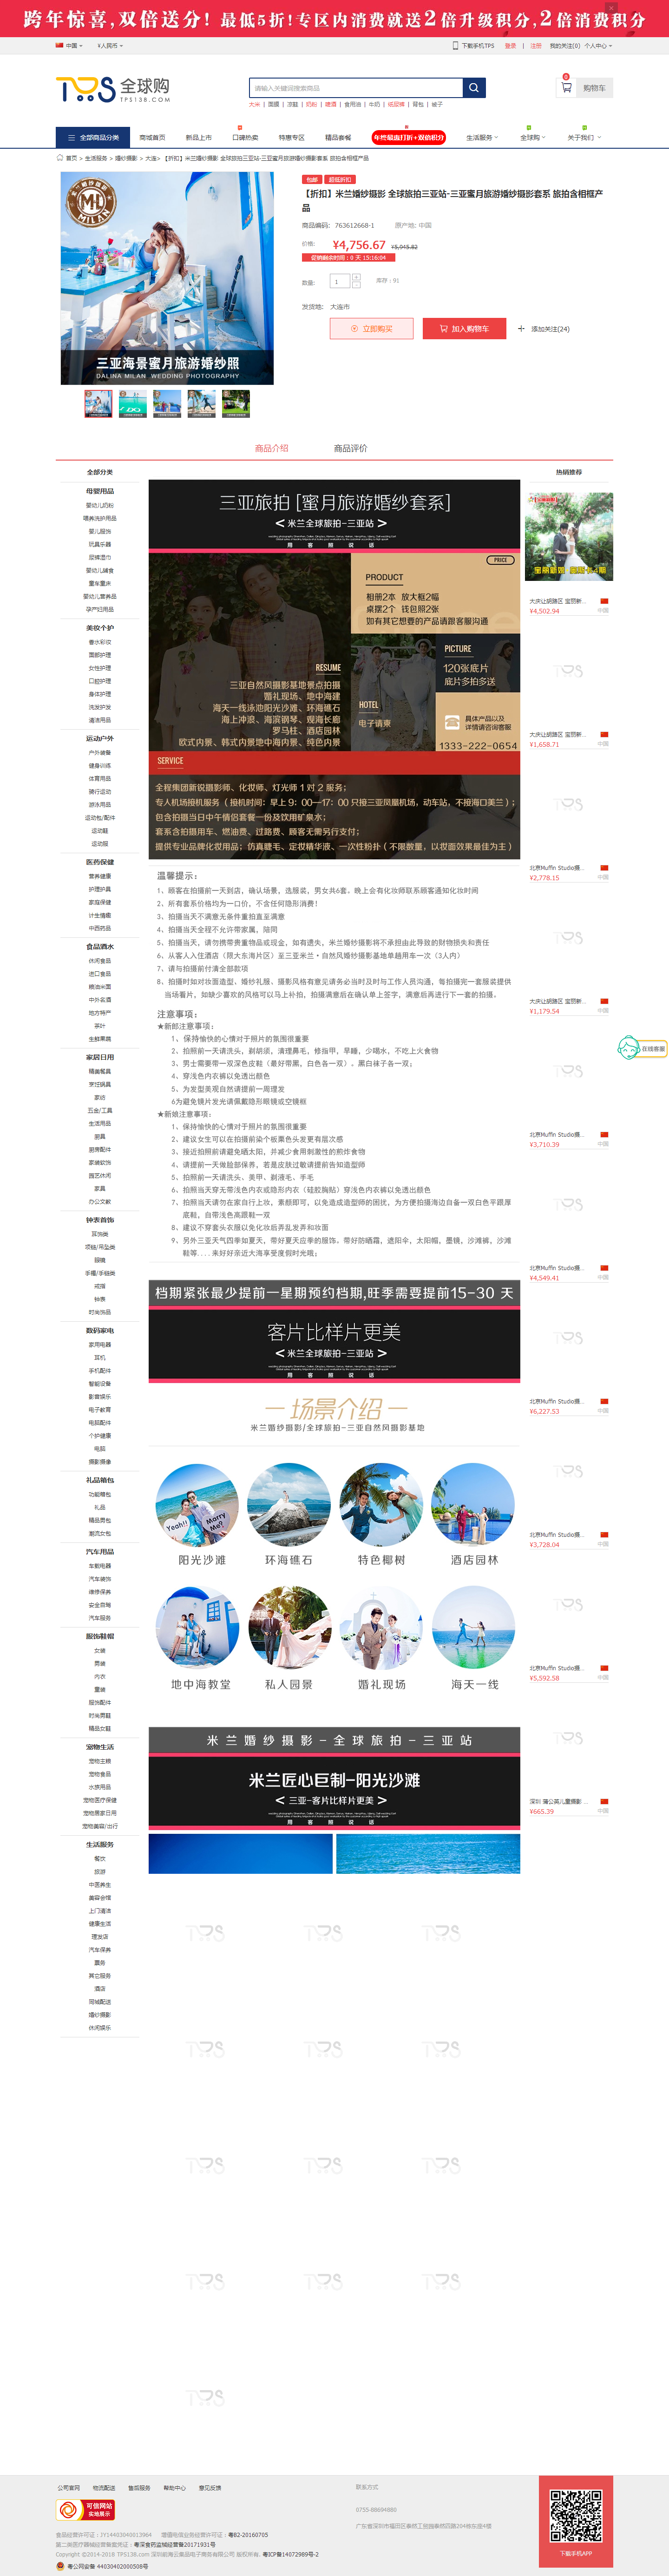 跨年惊喜,双倍送分! 最低5折!专区内消费就送2倍升级积分,2倍消费积分
中国
¥人民币
下载手机TPS 登录 | 注册 我的关注(0) 个人中心
TPS 全球购
TPS138.COM
请输入关键词搜索商品
大米 | 面膜 | 凉鞋 | 奶粉 | 啤酒 | 食用油 | 牛奶 | 纸尿裤 | 背包 | 被子
0
购物车
全部商品分类 商城首页 新品上市 口碑热卖 特惠专区 精品套餐 年终最惠打折+双倍积分 生活服务 全球购 关于我们
首页 > 生活服务 > 婚纱摄影 > 大连> 【折扣】米兰婚纱摄影 全球旅拍三亚站-三亚蜜月旅游婚纱摄影套系 旅拍含相框产品
包邮 超低折扣
【折扣】米兰婚纱摄影 全球旅拍三亚站-三亚蜜月旅游婚纱摄影套系 旅拍含相框产品
商品编码: 763612668-1 原产地: 中国
价格: ¥4,756.67 ¥5,945.82
促销剩余时间:9 天 15:16:04
数量: 1 库存:91
发货地: 大连市
立即购买 加入购物车 添加关注(24)
三亚海景蜜月旅游婚纱照
DALINA MILAN WEDDING PHOTOGRAPHY
商品介绍 商品评价
全部分类
母婴用品
婴幼儿奶粉
喂养洗护用品
婴儿服饰
玩具乐器
尿裤湿巾
婴幼儿辅食
童车童床
婴幼儿营养品
孕产妇用品
美妆个护
香水彩妆
面部护理
女性护理
口腔护理
身体护理
洗发护发
清洁用品
运动户外
户外装备
健身训练
体育用品
骑行运动
游泳用品
运动包/配件
运动鞋
运动服
医药保健
营养健康
护理护具
家庭保健
计生情趣
中西药品
食品酒水
休闲食品
进口食品
粮油米面
中外名酒
地方特产
茶叶
生鲜果蔬
家居日用
精美餐具
烹饪锅具
家纺
五金/工具
生活用品
厨具
厨房配件
家装软饰
园艺休闲
家具
办公文教
钟表首饰
耳饰类
项链/吊坠类
眼镜
手镯/手链类
戒指
钟表
时尚饰品
数码家电
家用电器
耳机
手机配件
智能设备
影音娱乐
电子教育
电脑配件
个护健康
电脑
摄影摄像
礼品箱包
功能箱包
礼品
精品男包
潮流女包
汽车用品
车载电器
汽车装饰
维修保养
安全自驾
汽车服务
服饰鞋帽
女装
男装
内衣
童装
服饰配件
时尚男鞋
精品女鞋
宠物生活
宠物主粮
宠物食品
水族用品
宠物医疗保健
宠物居家日用
宠物美容/出行
生活服务
餐饮
旅游
中医养生
美容会馆
上门清洁
健康生活
理发店
汽车保养
票务
其它服务
酒店
同城配送
婚纱摄影
休闲娱乐
三亚旅拍 [蜜月旅游婚纱套系]
< 米兰全球旅拍-三亚站 >
用 客 照 说 话
PRICE
PRODUCT
相册2本 放大框2幅
桌摆2个 钱包照2张
如有其它想要的产品请跟客服沟通
PICTURE
120张底片
底片多拍多送
RESUME
三亚自然风摄影基地景点拍摄
婚礼现场、地中海建
海天一线泳池阳光沙滩、环海礁石
海上冲浪、海滨钢琴、观海长廊
罗马柱、酒店园林
欧式内景、韩式内景地中海内景、纯色内景
HOTEL
电子请柬
具体产品以及
详情请咨询客服
1333-222-0654
SERVICE
全程集团新锐摄影师、化妆师、灯光师 1 对 2 服务;
专人机场接机服务(接机时间:早上 9:00—17:00 只接三亚凤凰机场,动车站,不接海口美兰);
包含拍摄当日中午情侣套餐一份及饮用矿泉水;
套系含拍摄用车、燃油费、过路费、顾客无需另行支付;
提供专业品牌化妆用品;仿真睫毛、定妆精华液、一次性粉扑(不限数量,以妆面效果最佳为主)
温馨提示:
1、顾客在拍摄前一天到店,确认场景,选服装,男女共6套。晚上会有化妆师联系顾客通知化妆时间
2、所有套系价格均为一口价,不含任何隐形消费!
3、拍摄当天不满意无条件重拍直至满意
4、拍摄当天全程不允许带家属,陪同
5、拍摄当天,请勿携带贵重物品或现金,如有遗失,米兰婚纱摄影将不承担由此导致的财物损失和责任
6、从客人入住酒店(限大东海片区)至三亚米兰·自然风婚纱摄影基地单趟用车一次(3人内)
7、请与拍摄前付清全部款项
8、拍摄时如对妆面造型、婚纱礼服、摄影风格有意见请务必当时及时与工作人员沟通,每拍摄完一套服装提供
当场看片,如缺少喜欢的风格可以马上补拍,拍摄满意后在确认单上签字,满意后再进行下一套的拍摄。
注意事项:
★新郎注意事项:
1、保持愉快的心情对于照片的氛围很重要
2、拍照前一天请洗头,剃胡须,清理鼻毛,修指甲,早睡,少喝水,不吃上火食物
3、男士需要带一双深色皮鞋(最好带黑,白色各一双),黑白袜子各一双;
4、穿浅色内衣裤以免透出颜色
5、为发型美观自然请提前一周理发
6为避免镜片发光请佩戴隐形眼镜或空镜框
★新娘注意事项:
1、保持愉快的心情对于照片的氛围很重要
2、建议女生可以在拍摄前染个板栗色头发更有层次感
3、接近拍照前请避免晒太阳,并减少食用刺激性的煎炸食物
4、请提前一天做脸部保养,若是皮肤过敏请提前告知造型师
5、拍照前一天请洗头、美甲、剃液毛、手毛
6、拍照当天穿无带浅色内衣或隐形内衣(硅胶胸贴)穿浅色内衣裤以免透出颜色
7、拍照当天请勿在家自行上妆,素颜即可,以免造成造型师的困扰,为方便拍摄海边自备一双白色平跟厚
底鞋,自带浅色高跟鞋一双
8、建议不穿套头衣服以免化妆后弄乱发弄和妆面
9、另外三亚天气四季如夏天,带好夏天应季的服饰。带好防晒霜,遮阳伞,太阳帽,墨镜,沙滩裤,沙滩
鞋等....来好好亲近大海享受度假时光哦;
档期紧张最少提前一星期预约档期,旺季需要提前15-30 天
客片比样片更美
< 米兰全球旅拍-三亚站 >
用 客 照 说 话
场景介绍
米兰婚纱摄影/全球旅拍-三亚自然风摄影基地
Yeah!! Marry Me?
阳光沙滩 环海礁石 特色椰树 酒店园林
地中海教堂 私人园景 婚礼现场 海天一线
米兰婚纱摄影-全球旅拍-三亚站
米兰匠心巨制-阳光沙滩
< 三亚-客片比样片更美 >
用 客 照 说 话
热销推荐
大庆让胡路区 宝丽新...
¥4,502.94 中国
大庆让胡路区 宝丽新...
¥1,658.71 中国
北京Muffin Studio摄...
¥2,778.15 中国
大庆让胡路区 宝丽新...
¥1,179.54 中国
北京Muffin Studio摄...
¥3,710.39 中国
北京Muffin Studio摄...
¥4,549.41 中国
北京Muffin Studio摄...
¥6,227.53 中国
北京Muffin Studio摄...
¥3,728.04 中国
北京Muffin Studio摄...
¥5,592.58 中国
深圳 蒲公英儿童摄影 ...
¥665.39 中国
在线客服
公司官网 物流配送 售后服务 帮助中心 意见反馈
可信网站
实地展示
食品经营许可证:JY14403040013964 增值电信业务经营许可证:粤B2-20160705
第二类医疗器械经营备案凭证:粤深食药监械经营备20171931号
Copyright ©2014-2018 TPS138.com 深圳前海云集品电子商务有限公司 版权所有. 粤ICP备14072989号-2
粤公网安备 44030402000508号
联系方式
0755-88694880
下载手机APP